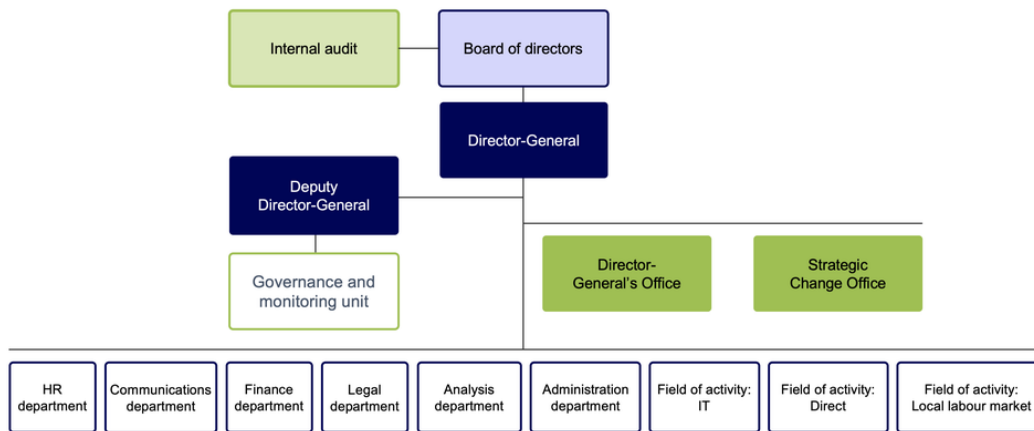 Internal audit
Board of directors
Director-General
Deputy
Director-General
Governance and
monitoring unit
Director-
General's Office
Strategic
Change Office
HR
department
Communications
department
Finance
department
Legal
department
Analysis
department
Administration
department
Field of activity:
IT
Field of activity:
Direct
Field of activity:
Local labour market